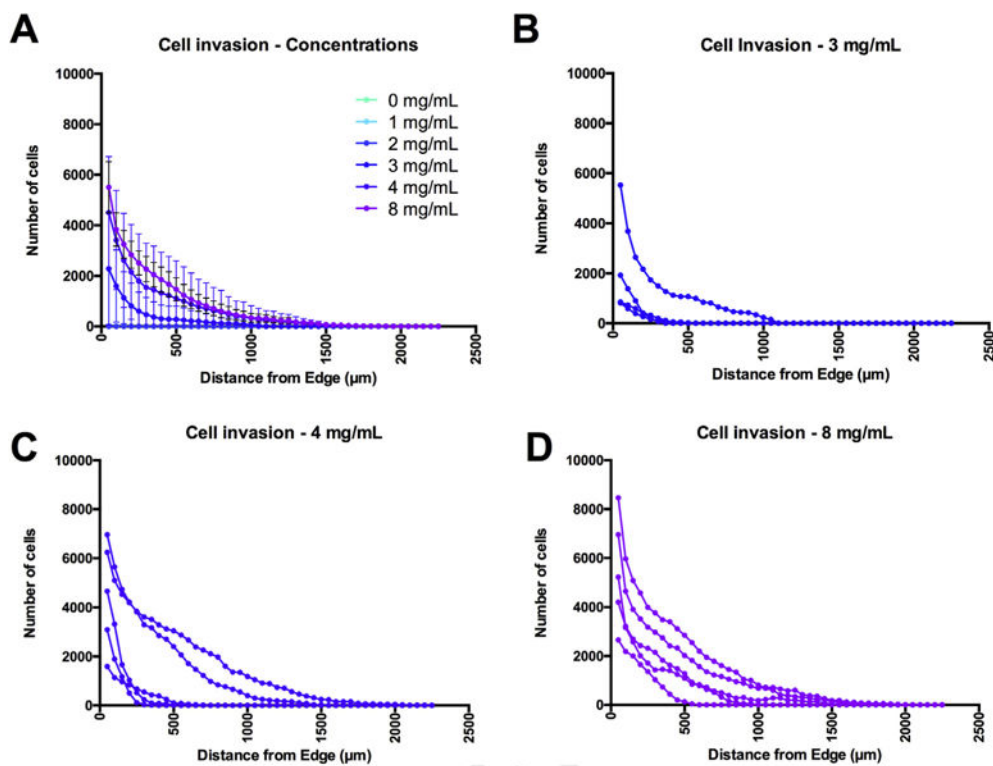 A
Cell invasion - Concentrations
10000
8000
6000
4000
2000
0
Number of cells
0 mg/mL
1 mg/mL
2 mg/mL
3 mg/mL
4 mg/mL
8 mg/mL
0
500
1000
1500
2000
2500
Distance from Edge (µm)
B
Cell Invasion - 3 mg/mL
10000
8000
6000
4000
2000
0
Number of cells
0
500
1000
1500
2000
2500
Distance from Edge (µm)
C
Cell invasion - 4 mg/mL
10000
8000
6000
4000
2000
0
Number of cells
0
500
1000
1500
2000
2500
Distance from Edge (µm)
D
Cell invasion - 8 mg/mL
10000
8000
6000
4000
2000
0
Number of cells
0
500
1000
1500
2000
2500
Distance from Edge (µm)